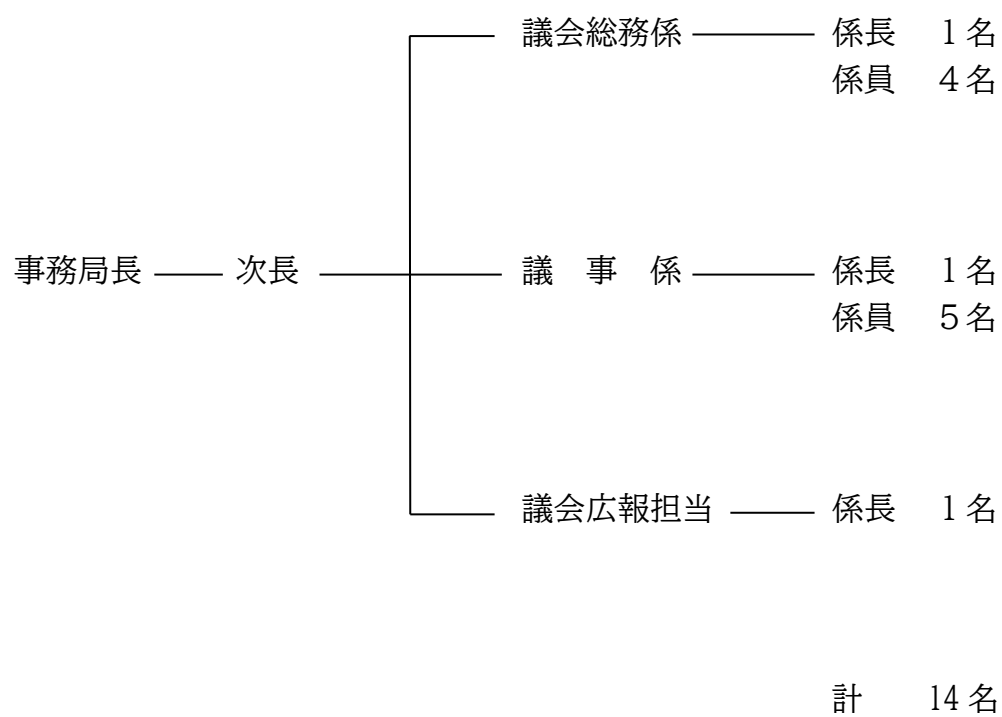 議会総務係 係長 1名
係員 4名
事務局長 次長 議 事 係 係長 1名
係員 5名
議会広報担当 係長 1名
計 14名